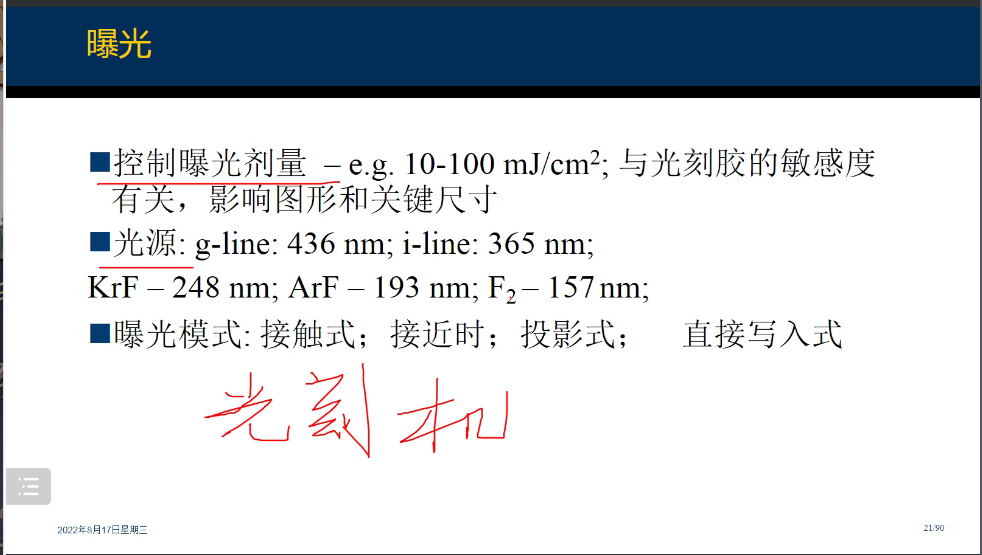 曝光
■控制曝光剂量 – e.g. 10-100 mJ/cm²; 与光刻胶的敏感度
有关，影响图形和关键尺寸
■光源: g-line: 436 nm; i-line: 365 nm;
KrF – 248 nm; ArF – 193 nm; F₂ – 157 nm;
■曝光模式: 接触式；接近时；投影式； 直接写入式
光刻机
2022年8月17日星期三
21/90